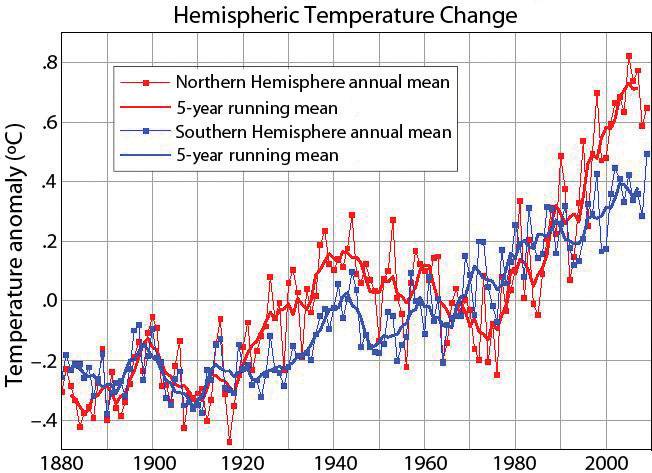 Hemispheric Temperature Change
Temperature anomaly (ºC)
.8
.6
.4
.2
.0
-.2
-.4
Northern Hemisphere annual mean
5-year running mean
Southern Hemisphere annual mean
5-year running mean
1880 1900 1920 1940 1960 1980 2000